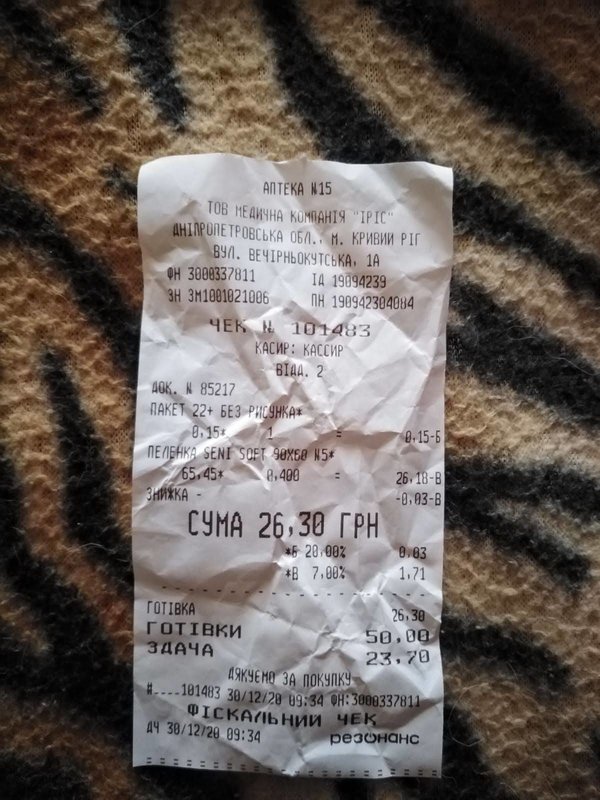 АПТЕКА N15
ТОВ МЕДИЧНА КОМПАНІЯ "ІРІС"
ДНІПРОПЕТРОВСЬКА ОБЛ., М. КРИВИЙ РІГ
ВУЛ. ВЕЧІРНЬОКУТСЬКА, 1А
ФН 3000337811 ІД 19094239
ЗН ЗМ1001021006 ПН 190942304084
ЧЕК № 101483
КАСИР: КАССИР
ВІДД. 2
ДОК. N 85217
ПАКЕТ 22+ БЕЗ РИСУНКА*
0,15* 1 = 0,15-Б
ПЕЛЕНКА SENI SOFT 90X60 N5*
65,45* 0,400 = 26,18-В
ЗНИЖКА - -0,03-В
СУМА 26,30 ГРН
*Б 20,00% 0,03
*В 7,00% 1,71
ГОТІВКА 26,30
ГОТІВКИ 50,00
ЗДАЧА 23,70
ДЯКУЄМО ЗА ПОКУПКУ
#....101483 30/12/20 09:34 ФН:3000337811
ФІСКАЛЬНИЙ ЧЕК
ДЧ 30/12/20 09:34 резонанс